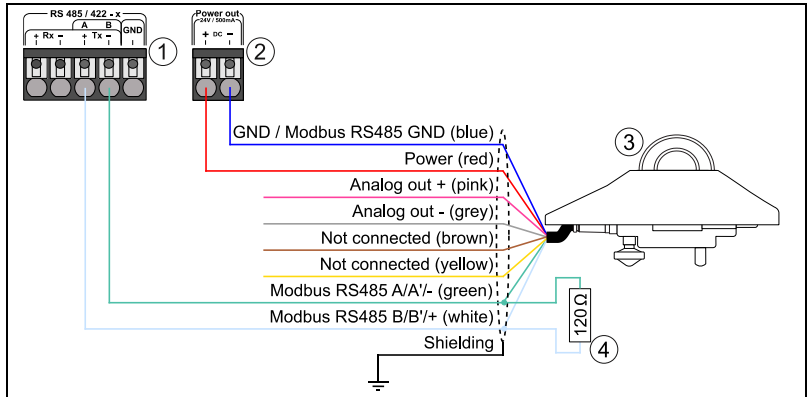 RS 485 / 422 - x
A B
+ Rx − + Tx − GND
1
Power out
24V / 500mA
+ DC −
2
GND / Modbus RS485 GND (blue)
Power (red)
Analog out + (pink)
Analog out - (grey)
Not connected (brown)
Not connected (yellow)
Modbus RS485 A/A'/- (green)
Modbus RS485 B/B'/+ (white)
Shielding
3
120 Ω
4